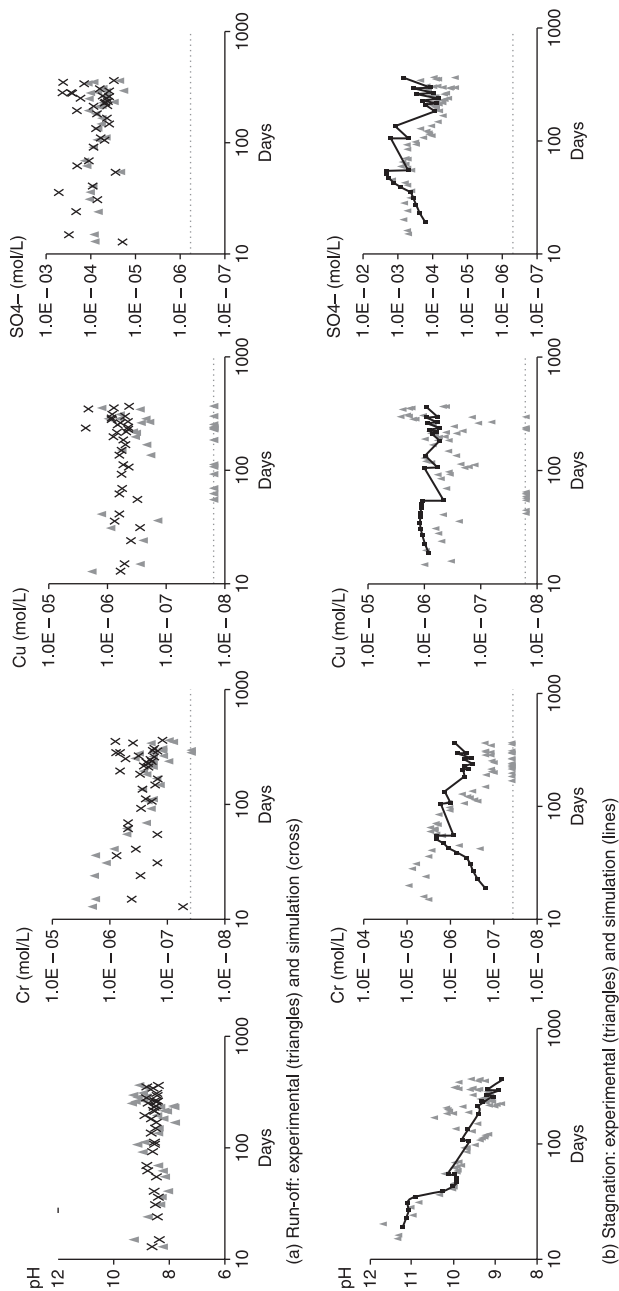 pH
12
10
8
6
10
100
1000
Days
Cr (mol/L)
1.0E − 05
1.0E − 06
1.0E − 07
1.0E − 08
10
100
1000
Days
Cu (mol/L)
1.0E − 05
1.0E − 06
1.0E − 07
1.0E − 08
10
100
1000
Days
SO4− (mol/L)
1.0E − 03
1.0E − 04
1.0E − 05
1.0E − 06
1.0E − 07
10
100
1000
Days
(a) Run-off: experimental (triangles) and simulation (cross)
pH
12
11
10
9
8
10
100
1000
Days
Cr (mol/L)
1.0E − 04
1.0E − 05
1.0E − 06
1.0E − 07
1.0E − 08
10
100
1000
Days
Cu (mol/L)
1.0E − 05
1.0E − 06
1.0E − 07
1.0E − 08
10
100
1000
Days
SO4− (mol/L)
1.0E − 02
1.0E − 03
1.0E − 04
1.0E − 05
1.0E − 06
1.0E − 07
10
100
1000
Days
(b) Stagnation: experimental (triangles) and simulation (lines)